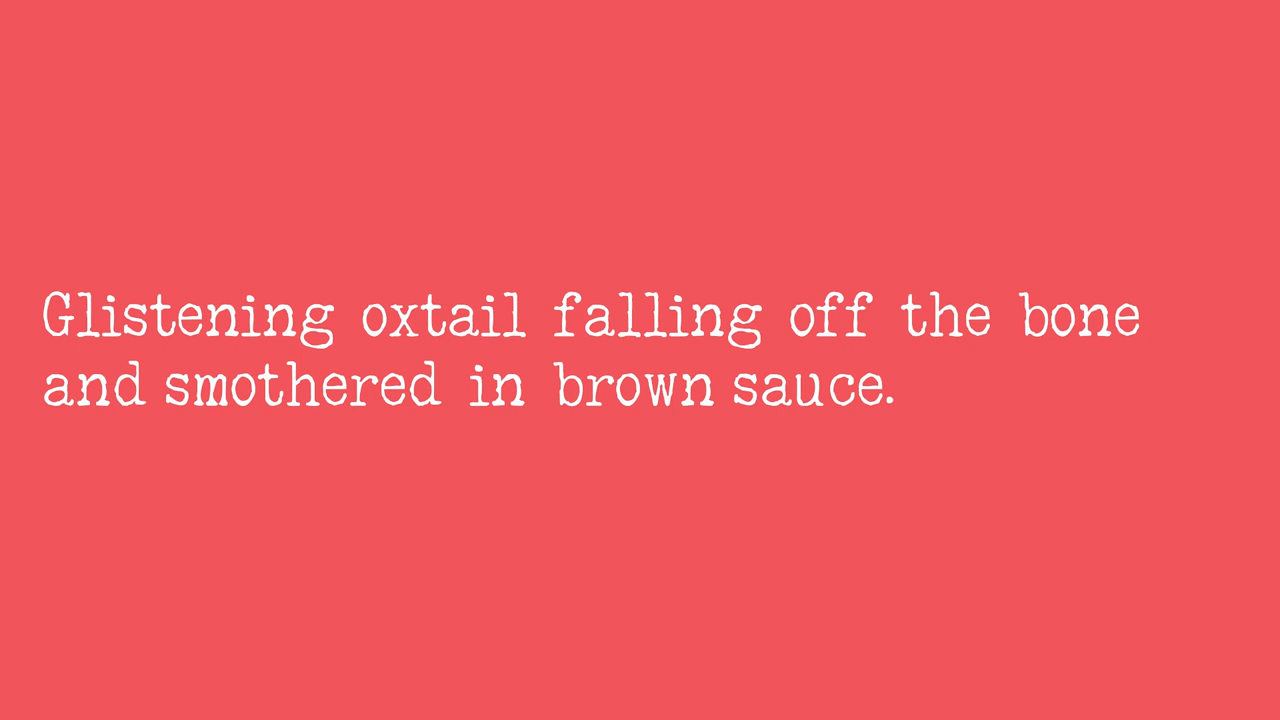 Glistening oxtail falling off the bone
and smothered in brown sauce.